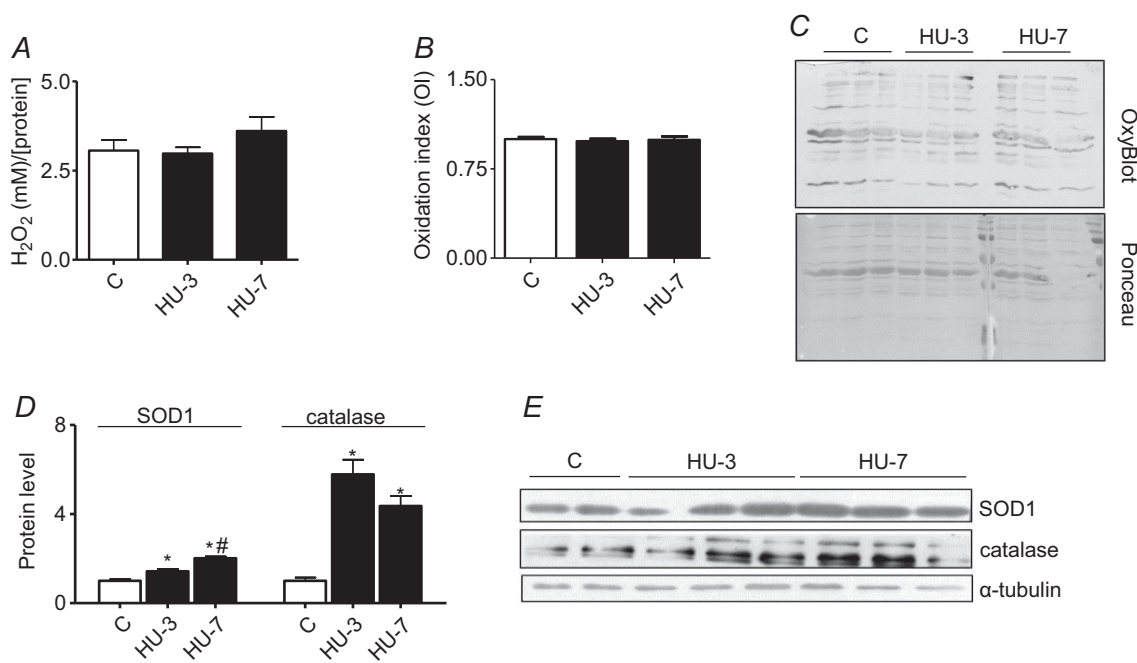 A
H₂O₂ (mM)/[protein]
5.0
2.5
0.0
C
HU-3
HU-7
B
Oxidation index (OI)
1.50
0.75
0.00
C
HU-3
HU-7
C
C HU-3 HU-7
OxyBlot
Ponceau
D
SOD1 catalase
Protein level
8
4
0
*
*#
*
*
C
HU-3
HU-7
C
HU-3
HU-7
E
C HU-3 HU-7
SOD1
catalase
α-tubulin